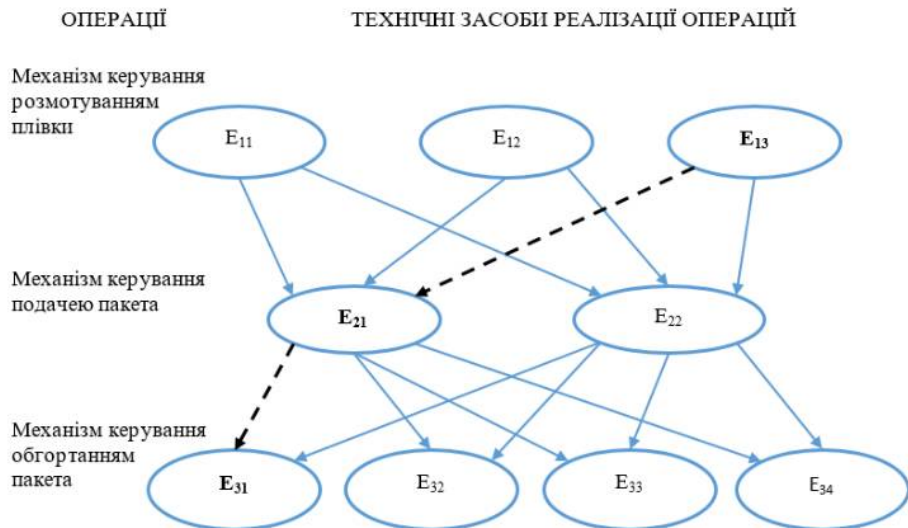 ОПЕРАЦІЇ ТЕХНІЧНІ ЗАСОБИ РЕАЛІЗАЦІЇ ОПЕРАЦІЙ
Механізм керування
розмотуванням
плівки
E₁₁ E₁₂ E₁₃
Механізм керування
подачею пакета
E₂₁ E₂₂
Механізм керування
обгортанням
пакета
E₃₁ E₃₂ E₃₃ E₃₄